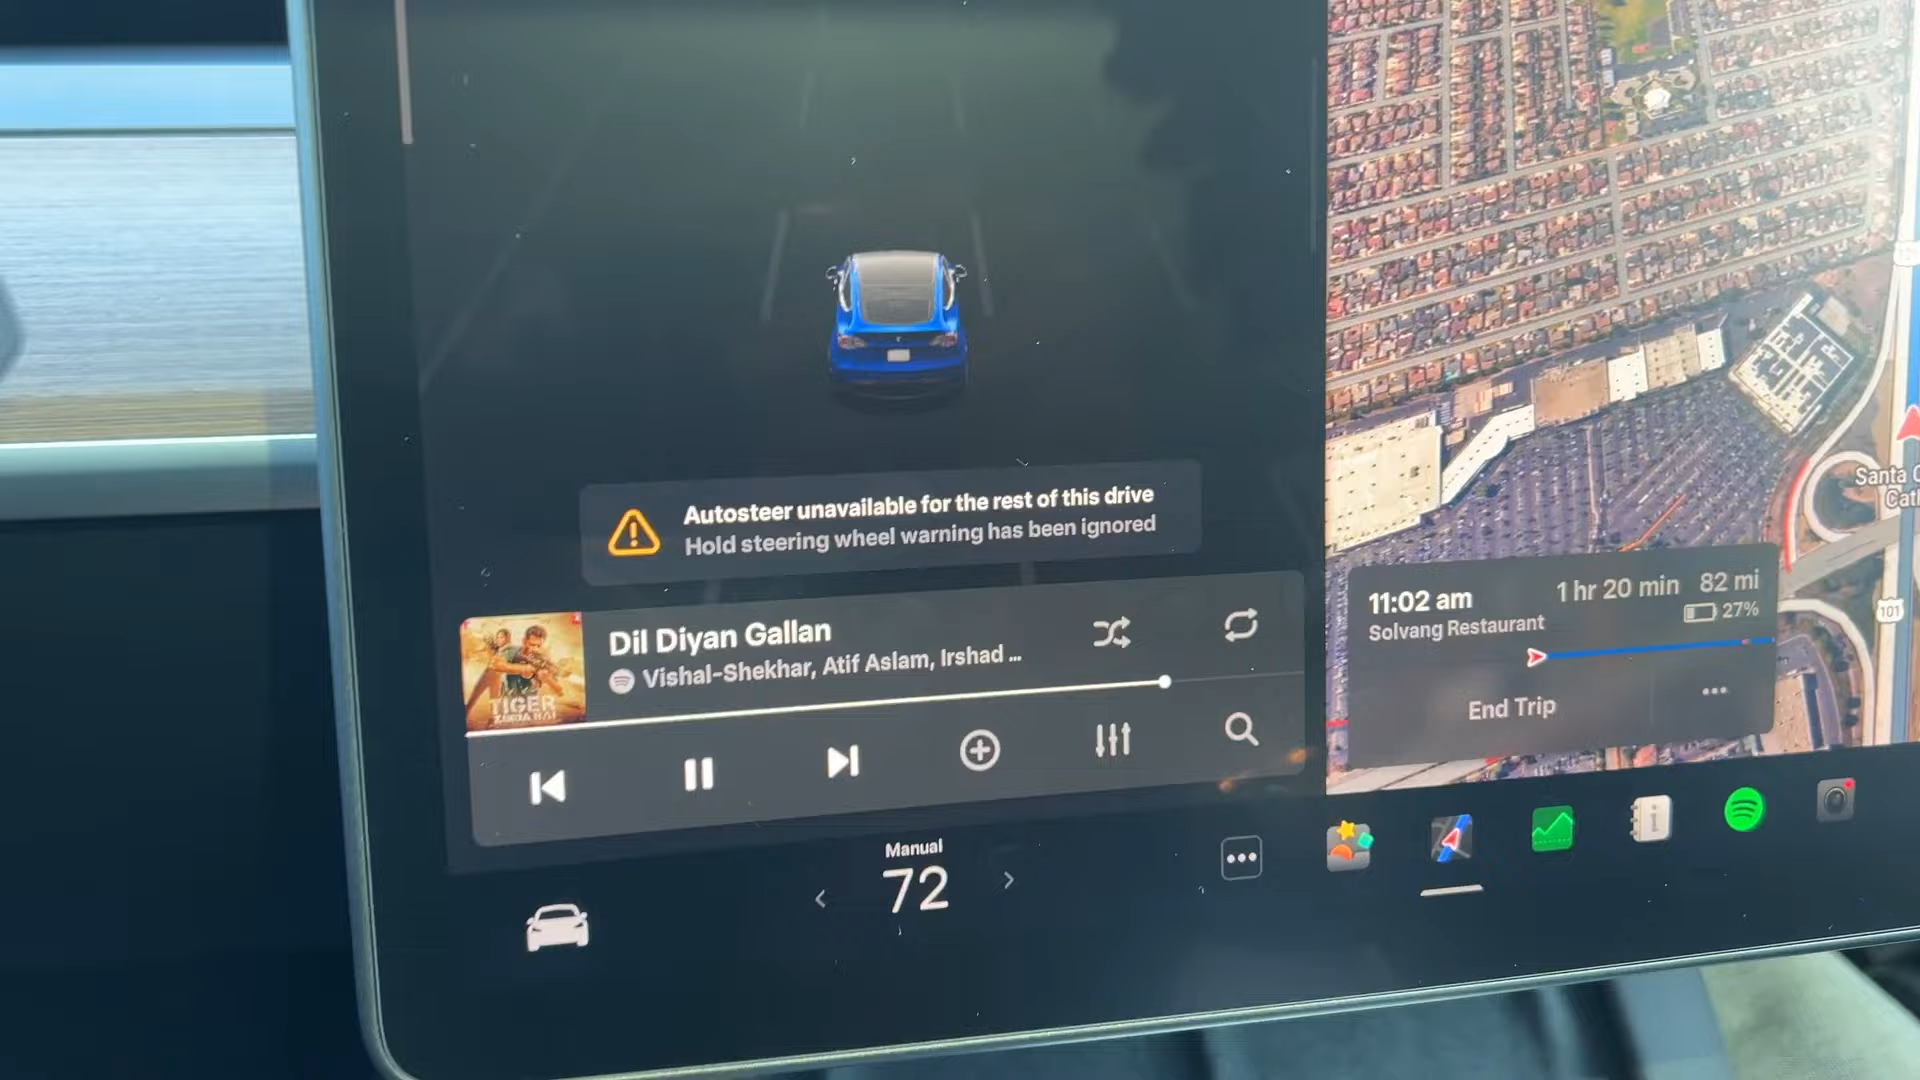 Autosteer unavailable for the rest of this drive
Hold steering wheel warning has been ignored
TIGER
ZINDA HAI
Dil Diyan Gallan
Vishal-Shekhar, Atif Aslam, Irshad ...
Manual
72
11:02 am 1 hr 20 min 82 mi
Solvang Restaurant 27%
End Trip
Santa
101